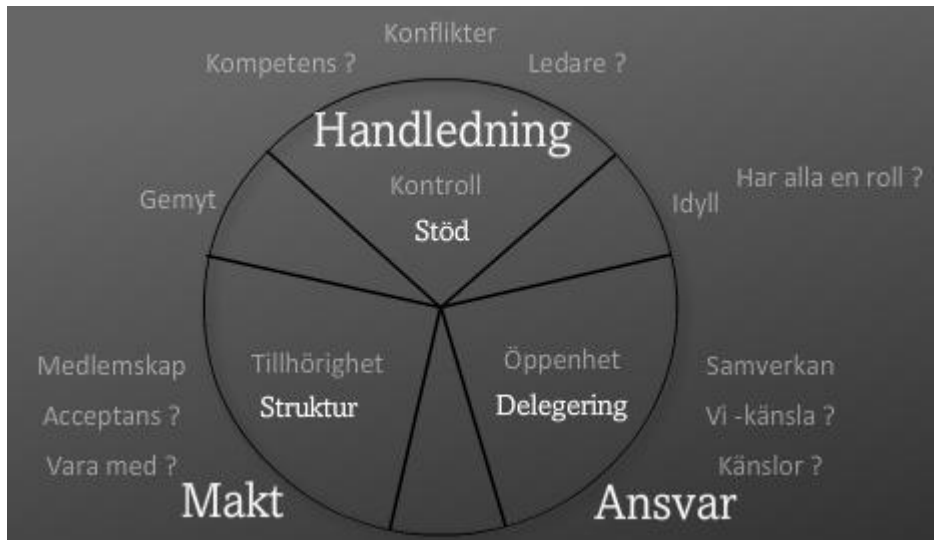 Konflikter
Kompetens ?
Ledare ?
Handledning
Kontroll
Stöd
Gemyt
Idyll
Har alla en roll ?
Medlemskap
Acceptans ?
Vara med ?
Tillhörighet
Struktur
Öppenhet
Delegering
Samverkan
Vi -känsla ?
Känslor ?
Makt
Ansvar